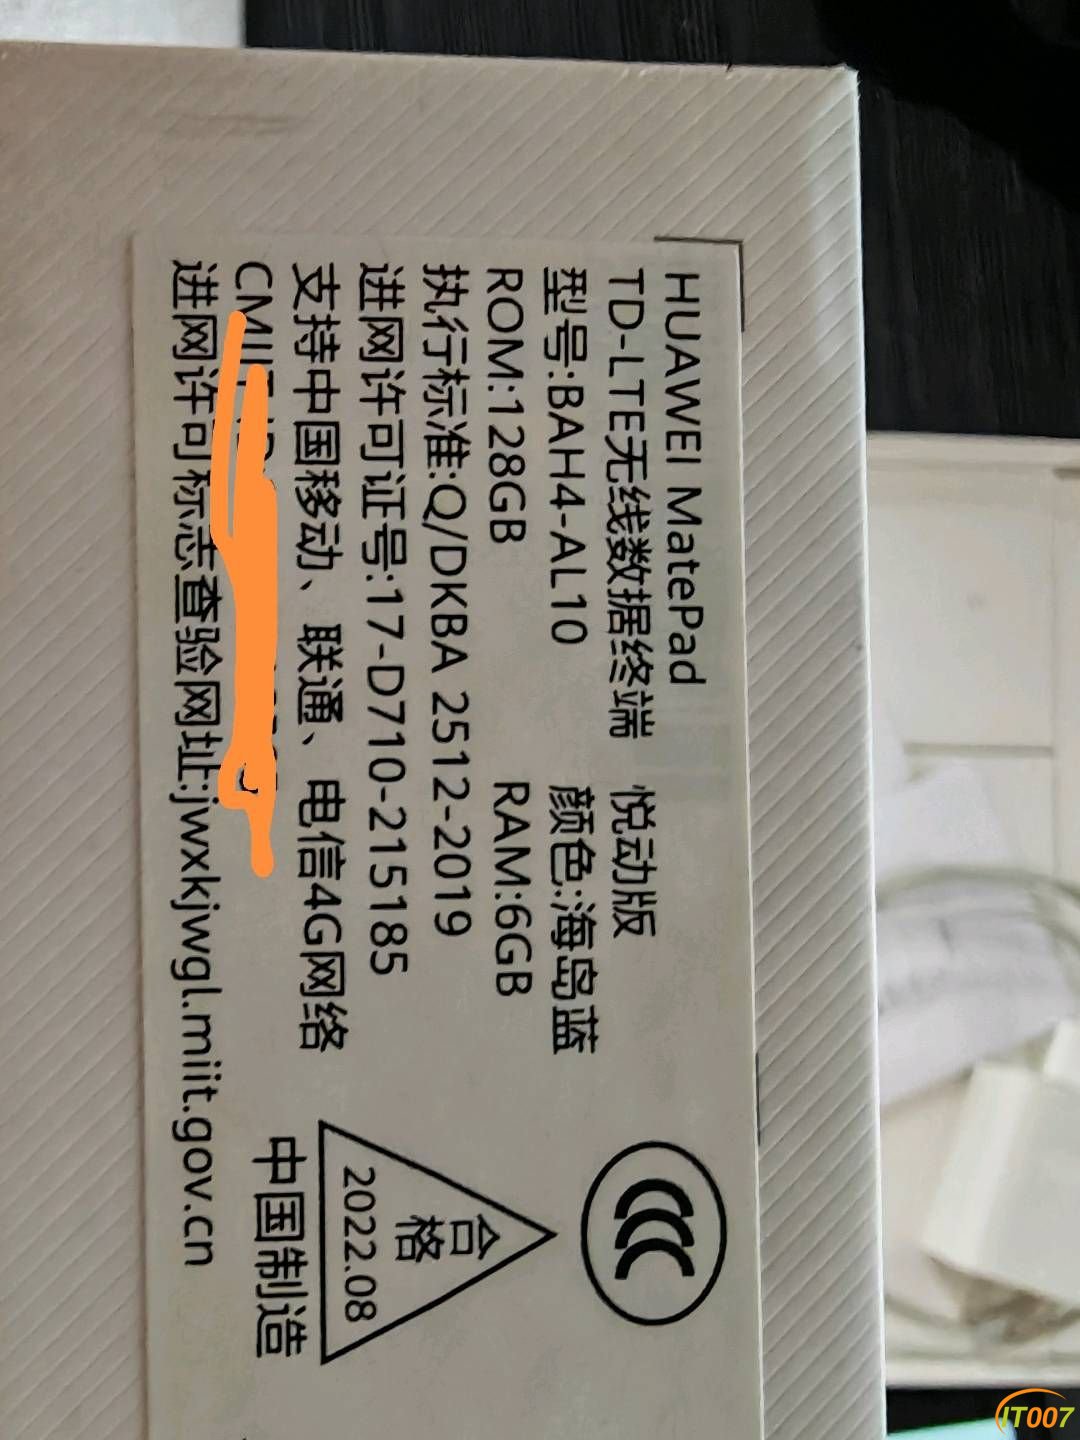 HUAWEI MatePad
TD-LTE无线数据终端 悦动版
型号:BAH4-AL10 颜色:海岛蓝
ROM:128GB RAM:6GB
执行标准:Q/DKBA 2512-2019
进网许可证号:17-D710-215185
支持中国移动、联通、电信4G网络
进网许可标志查验网址:jwxkjwgl.miit.gov.cn
CCC
合格
2022.08
中国制造
IT007